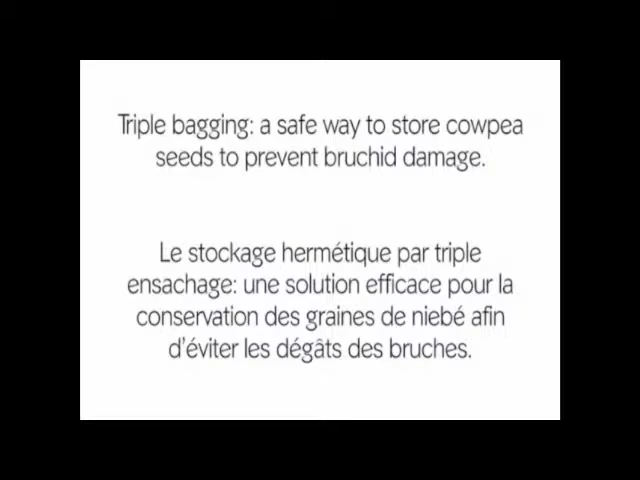 Triple bagging: a safe way to store cowpea
seeds to prevent bruchid damage.
Le stockage hermétique par triple
ensachage: une solution efficace pour la
conservation des graines de niebé afin
d'éviter les dégâts des bruches.